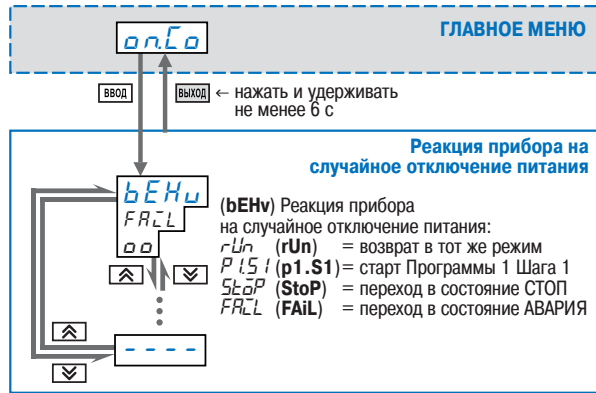 ГЛАВНОЕ МЕНЮ
on.Co
ВВОД
ВЫХОД ← нажать и удерживать
не менее 6 с
Реакция прибора на
случайное отключение питания
bEHv
FAIL
oo
(bEHv) Реакция прибора
на случайное отключение питания:
rUn (rUn) = возврат в тот же режим
P1.S1 (p1.S1) = старт Программы 1 Шага 1
StoP (StoP) = переход в состояние СТОП
FAIL (FAiL) = переход в состояние АВАРИЯ
- - - -